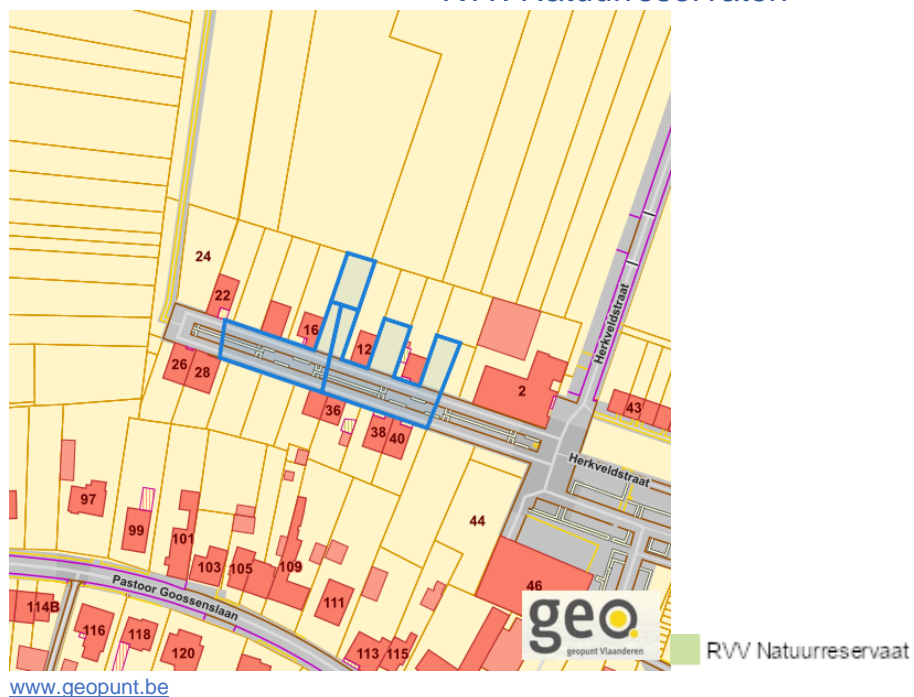 RVV Natuurreservaten
24
22
16
12
2
26
28
36
38
40
43
Herkveldstraat
Herkveldstraat
44
97
99
101
103
105
109
111
46
Pastoor Goossenslaan
114B
116
118
120
113
115
geo
geopunt Vlaanderen
RVV Natuurreservaat
www.geopunt.be